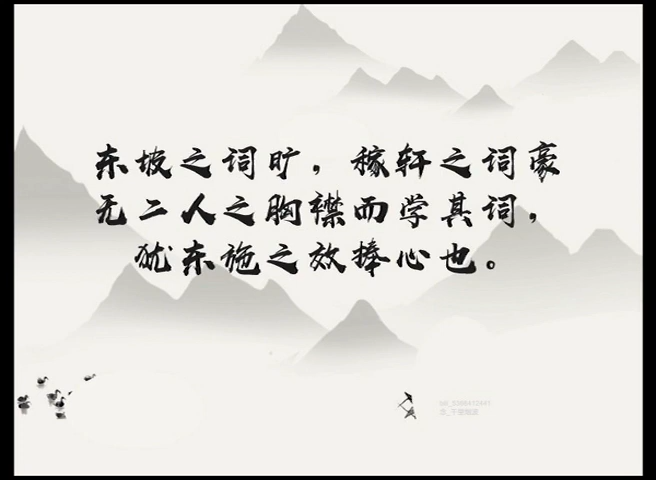 东坡之词旷，稼轩之词豪
无二人之胸襟而学其词，
犹东施之效捧心也。